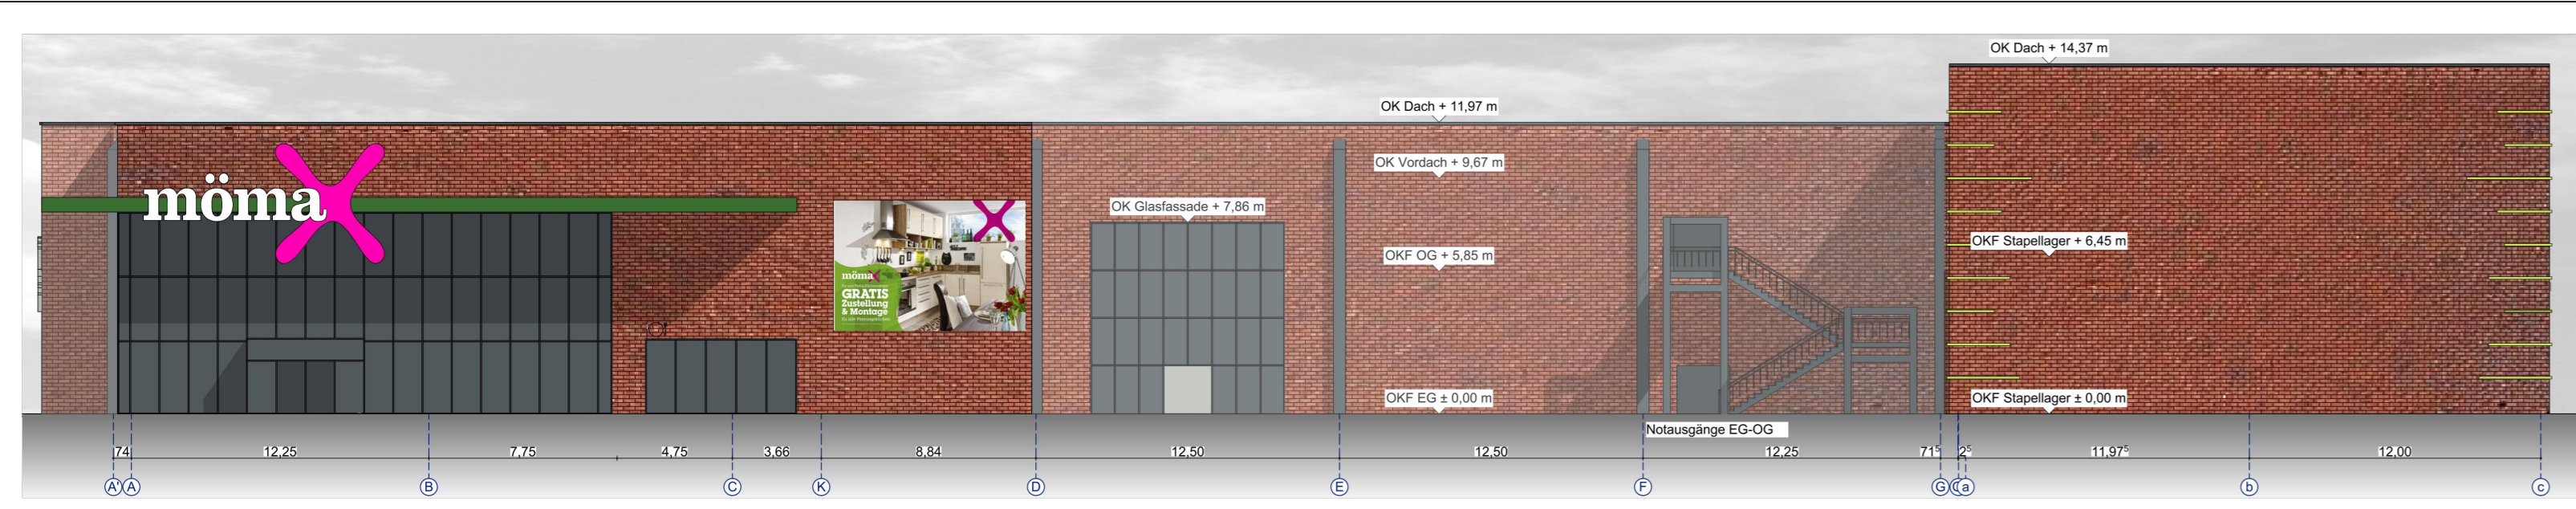 OK Dach + 14,37 m
OK Dach + 11,97 m
OK Vordach + 9,67 m
mömax
OK Glasfassade + 7,86 m
OKF Stapellager + 6,45 m
OKF OG + 5,85 m
mömax
GRATIS
Zustellung
& Montage
OKF EG ± 0,00 m
OKF Stapellager ± 0,00 m
Notausgänge EG-OG
74 12,25 7,75 4,75 3,66 8,84 12,50 12,50 12,25 71⁵ 2⁵ 11,97⁵ 12,00
A' A B C K D E F G a b c